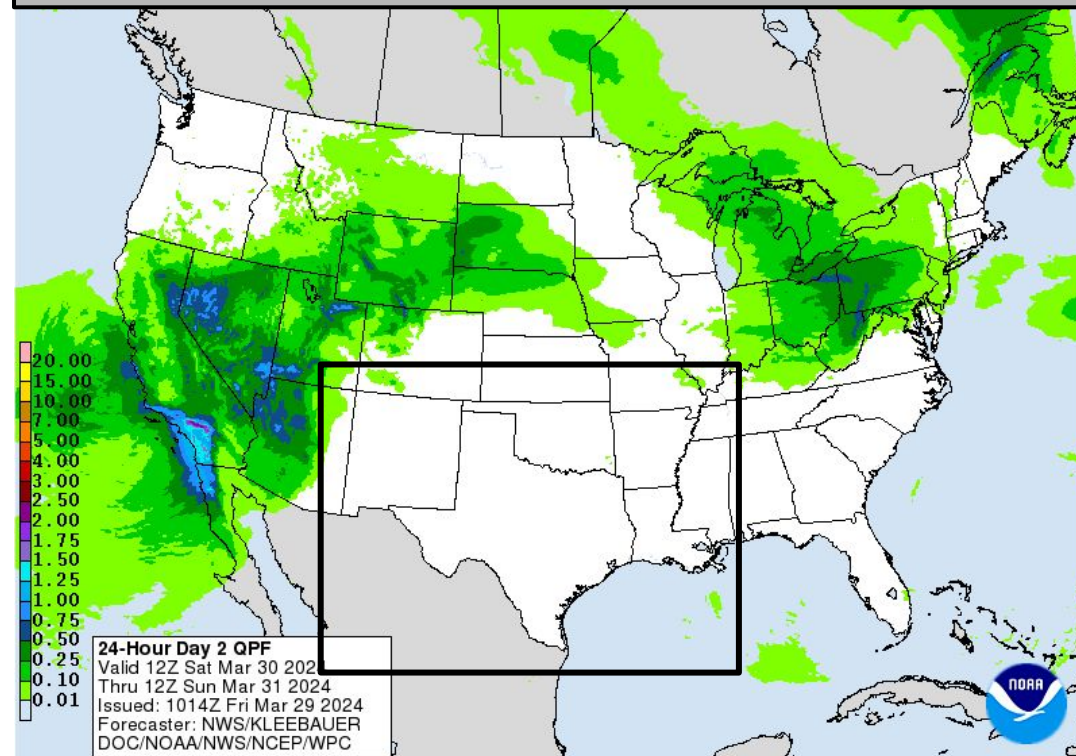 20.00
15.00
10.00
7.00
5.00
4.00
3.00
2.50
2.00
1.75
1.50
1.25
1.00
0.75
0.50
0.25
0.10
0.01
24-Hour Day 2 QPF
Valid 12Z Sat Mar 30 202
Thru 12Z Sun Mar 31 2024
Issued: 1014Z Fri Mar 29 2024
Forecaster: NWS/KLEEBAUER
DOC/NOAA/NWS/NCEP/WPC
NOAA